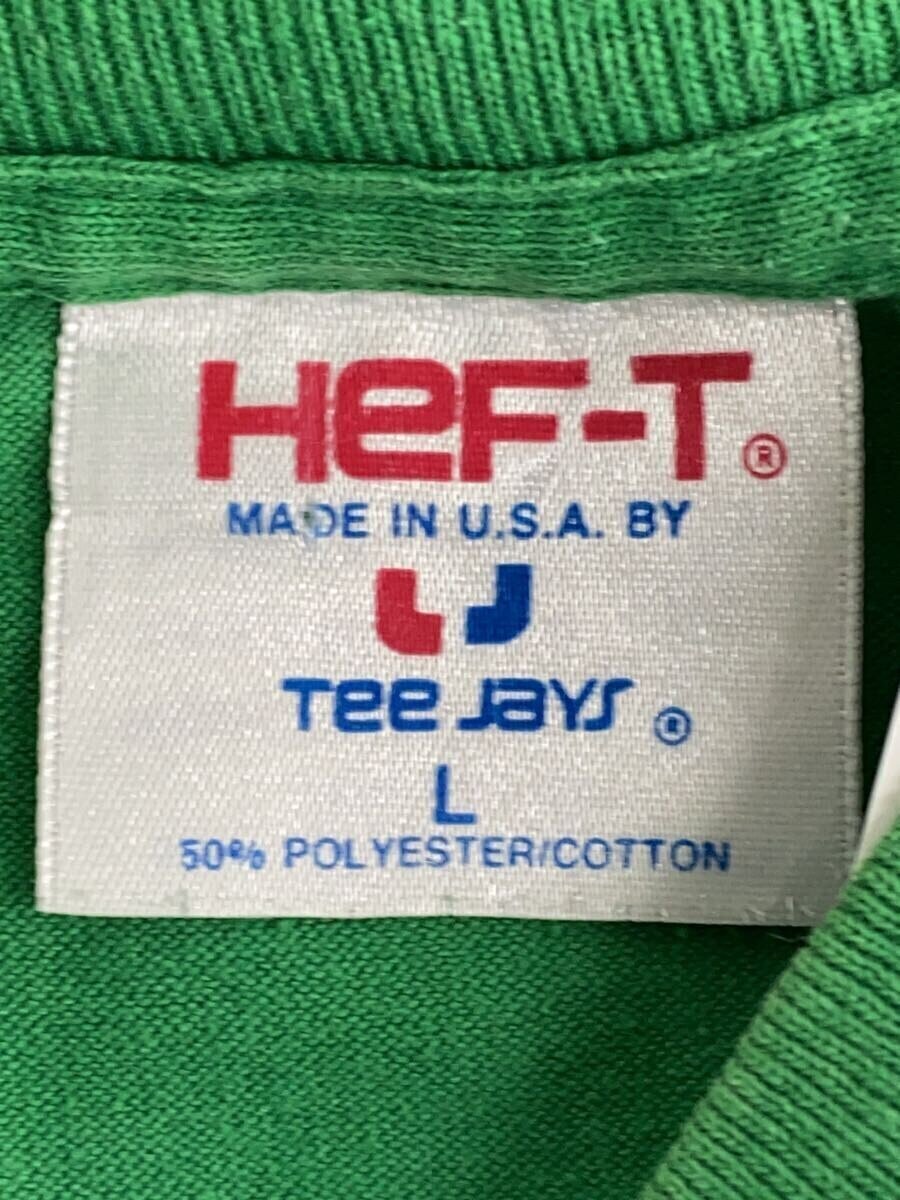 HeF-T®
MADE IN U.S.A. BY
Tee Jays ®
L
50% POLYESTER/COTTON